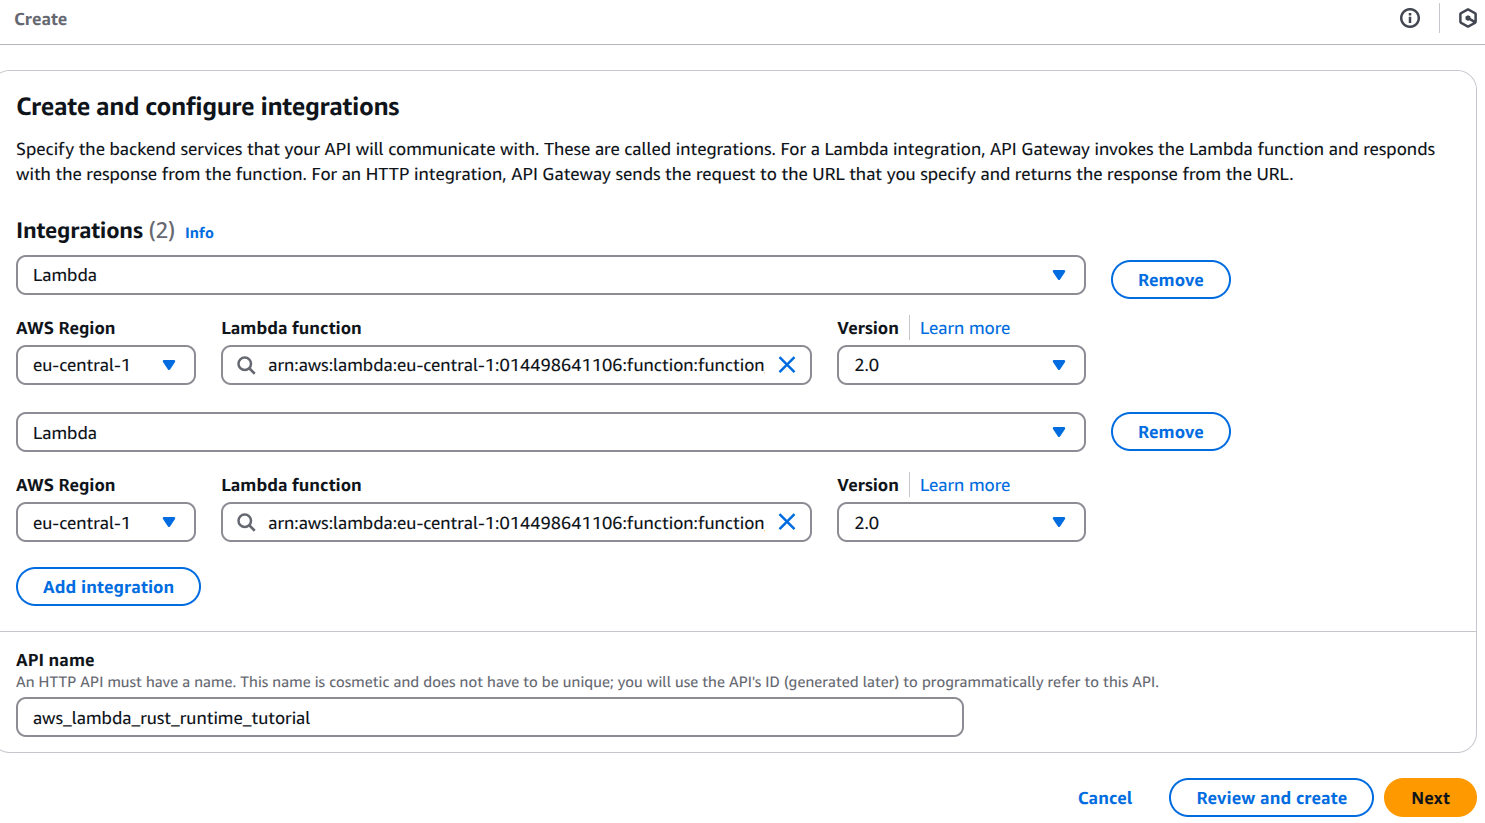 Create
Create and configure integrations
Specify the backend services that your API will communicate with. These are called integrations. For a Lambda integration, API Gateway invokes the Lambda function and responds
with the response from the function. For an HTTP integration, API Gateway sends the request to the URL that you specify and returns the response from the URL.
Integrations (2) Info
Lambda
Remove
AWS Region Lambda function Version Learn more
eu-central-1 arn:aws:lambda:eu-central-1:014498641106:function:function 2.0
Lambda
Remove
AWS Region Lambda function Version Learn more
eu-central-1 arn:aws:lambda:eu-central-1:014498641106:function:function 2.0
Add integration
API name
An HTTP API must have a name. This name is cosmetic and does not have to be unique; you will use the API's ID (generated later) to programmatically refer to this API.
aws_lambda_rust_runtime_tutorial
Cancel Review and create Next